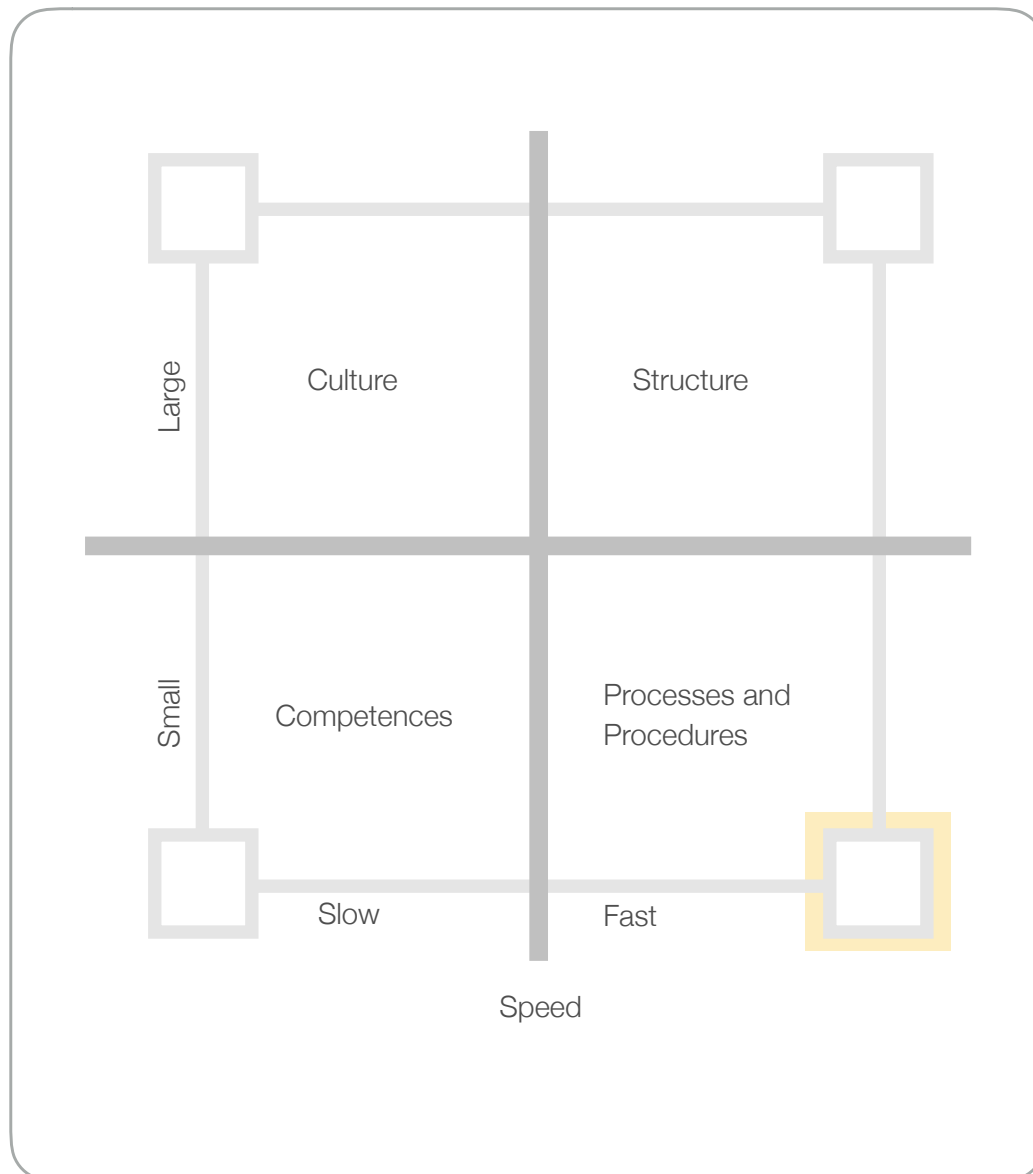 Large
Culture
Structure
Small
Competences
Processes and
Procedures
Slow
Fast
Speed